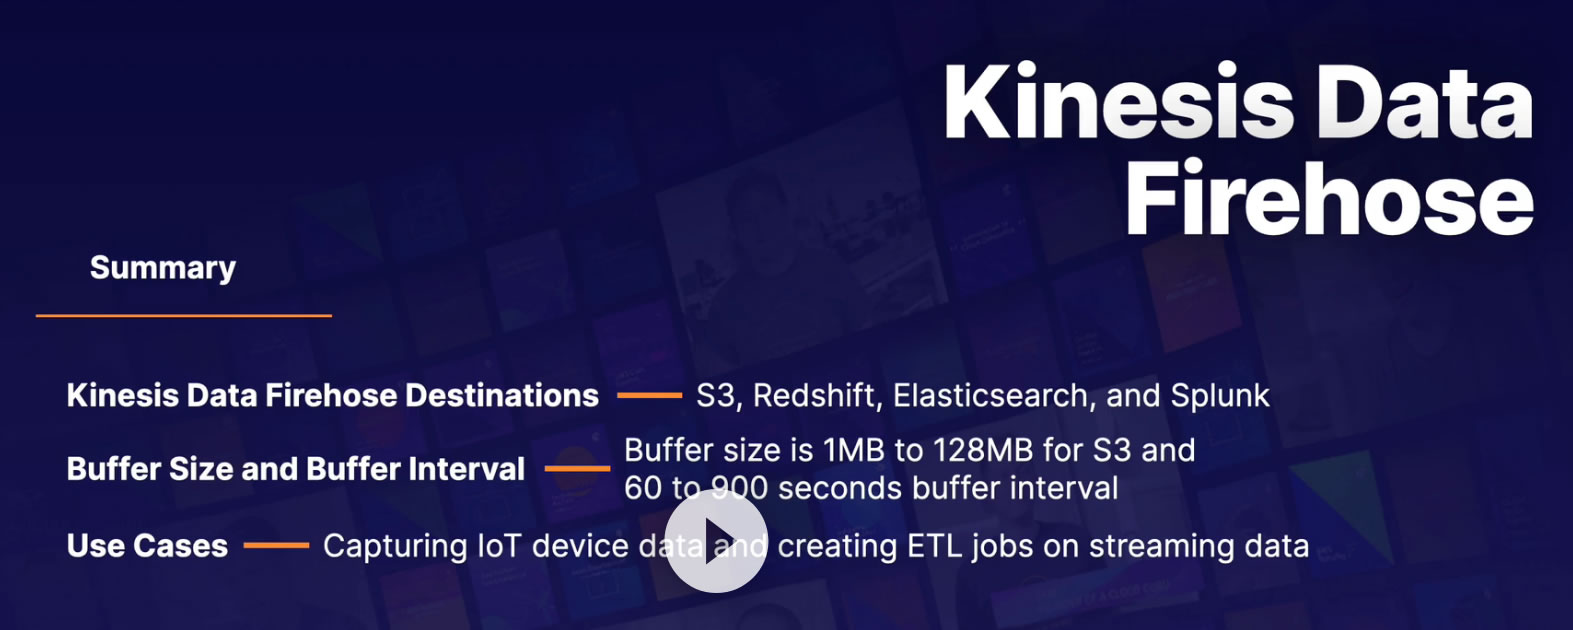 Kinesis Data
Firehose
Summary
Kinesis Data Firehose Destinations — S3, Redshift, Elasticsearch, and Splunk
Buffer Size and Buffer Interval — Buffer size is 1MB to 128MB for S3 and
60 to 900 seconds buffer interval
Use Cases — Capturing IoT device data and creating ETL jobs on streaming data